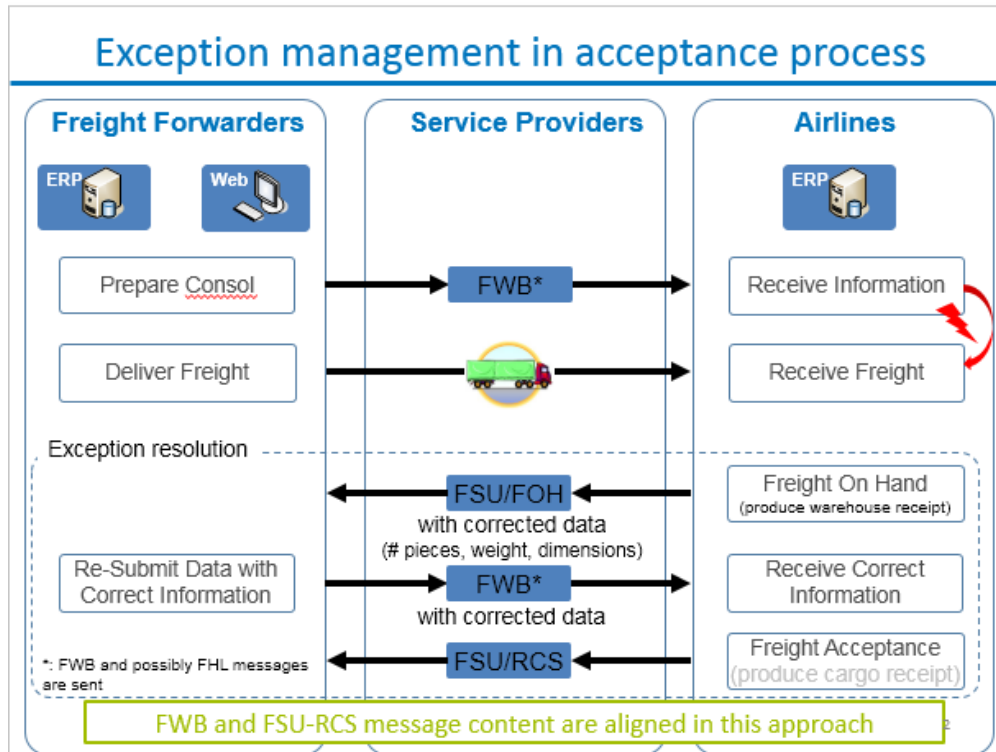 Exception management in acceptance process
Freight Forwarders
Service Providers
Airlines
ERP
Web
ERP
Prepare Consol
FWB*
Receive Information
Deliver Freight
Receive Freight
Exception resolution
FSU/FOH
with corrected data
(# pieces, weight, dimensions)
Freight On Hand
(produce warehouse receipt)
Re-Submit Data with
Correct Information
FWB*
with corrected data
Receive Correct
Information
*: FWB and possibly FHL messages
are sent
FSU/RCS
Freight Acceptance
(produce cargo receipt)
FWB and FSU-RCS message content are aligned in this approach
2